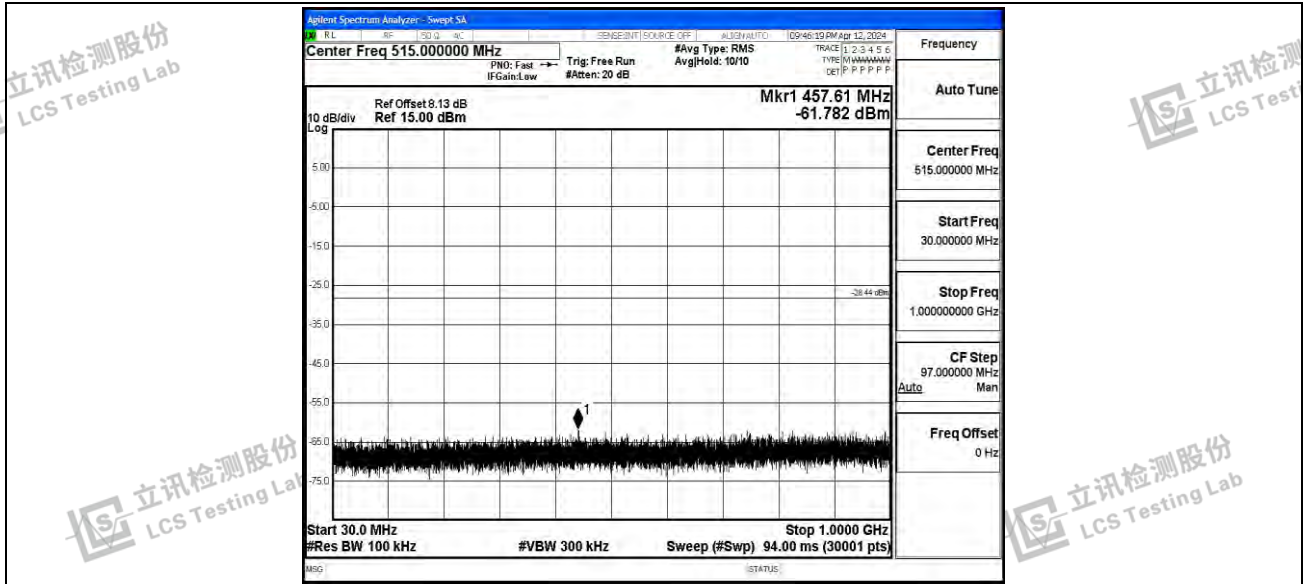 Agilent Spectrum Analyzer - Swept SA
RL RF 50 Ω AC SENSE:INT SOURCE OFF ALIGN AUTO 09:46:19 PM Apr 12, 2024
Center Freq 515.000000 MHz
PNO: Fast
IFGain:Low
Trig: Free Run
#Atten: 20 dB
#Avg Type: RMS
Avg|Hold: 10/10
TRACE 1 2 3 4 5 6
TYPE M WWWWW
DET P P P P P P
Ref Offset 8.13 dB
10 dB/div Ref 15.00 dBm
Log
Mkr1 457.61 MHz
-61.782 dBm
5.00
-5.00
-15.0
-25.0
-28.44 dBm
-35.0
-45.0
-55.0
1
-65.0
-75.0
Start 30.0 MHz Stop 1.0000 GHz
#Res BW 100 kHz #VBW 300 kHz Sweep (#Swp) 94.00 ms (30001 pts)
MSG STATUS
Frequency
Auto Tune
Center Freq
515.000000 MHz
Start Freq
30.000000 MHz
Stop Freq
1.000000000 GHz
CF Step
97.000000 MHz
Auto Man
Freq Offset
0 Hz
立讯检测股份
LCS Testing Lab
立讯检测
LCS Testi
立讯检测股份
LCS Testing Lab
立讯检测股份
LCS Testing Lab